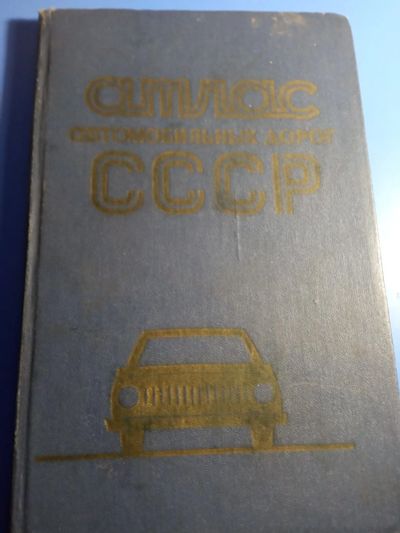 атлас
автомобильных дорог
СССР